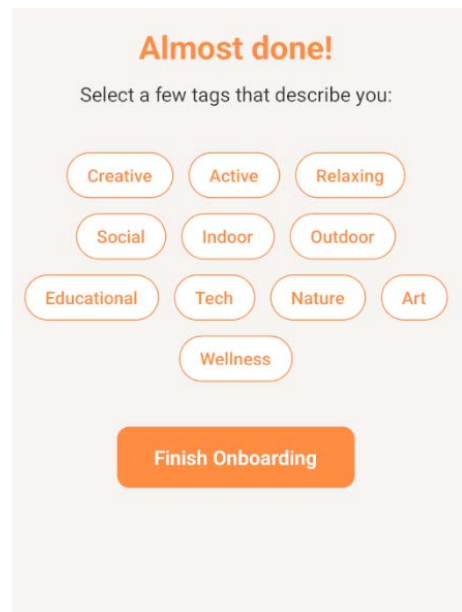 Almost done!
Select a few tags that describe you:
Creative Active Relaxing
Social Indoor Outdoor
Educational Tech Nature Art
Wellness
Finish Onboarding